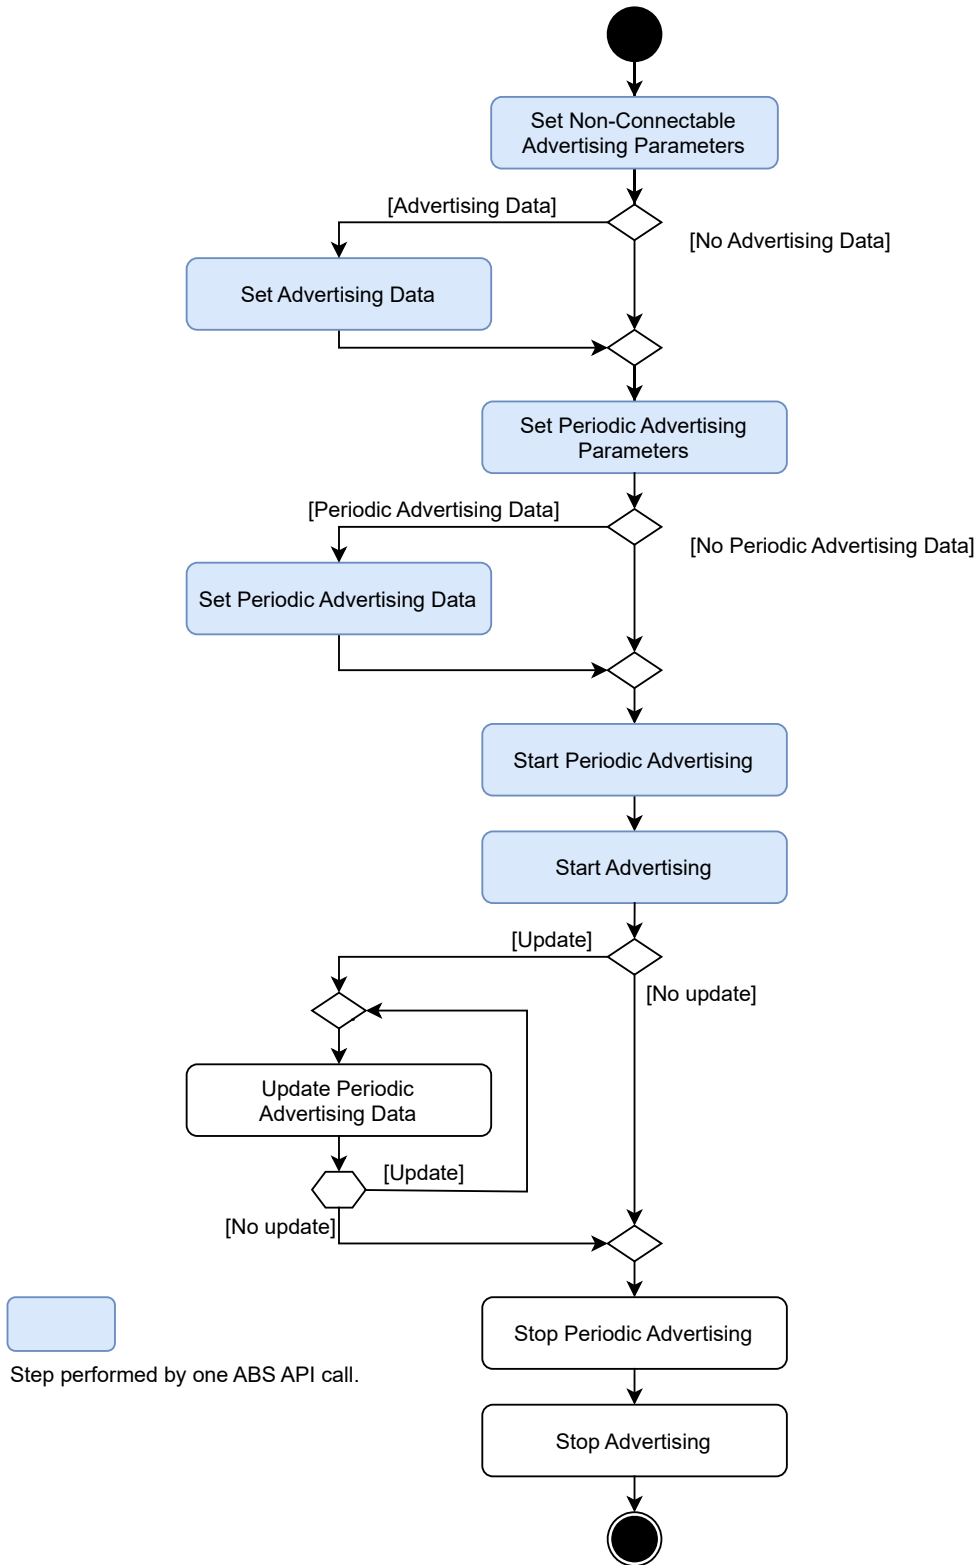 Set Non-Connectable
Advertising Parameters
[Advertising Data]
[No Advertising Data]
Set Advertising Data
Set Periodic Advertising
Parameters
[Periodic Advertising Data]
[No Periodic Advertising Data]
Set Periodic Advertising Data
Start Periodic Advertising
Start Advertising
[Update]
[No update]
Update Periodic
Advertising Data
[Update]
[No update]
Stop Periodic Advertising
Step performed by one ABS API call.
Stop Advertising